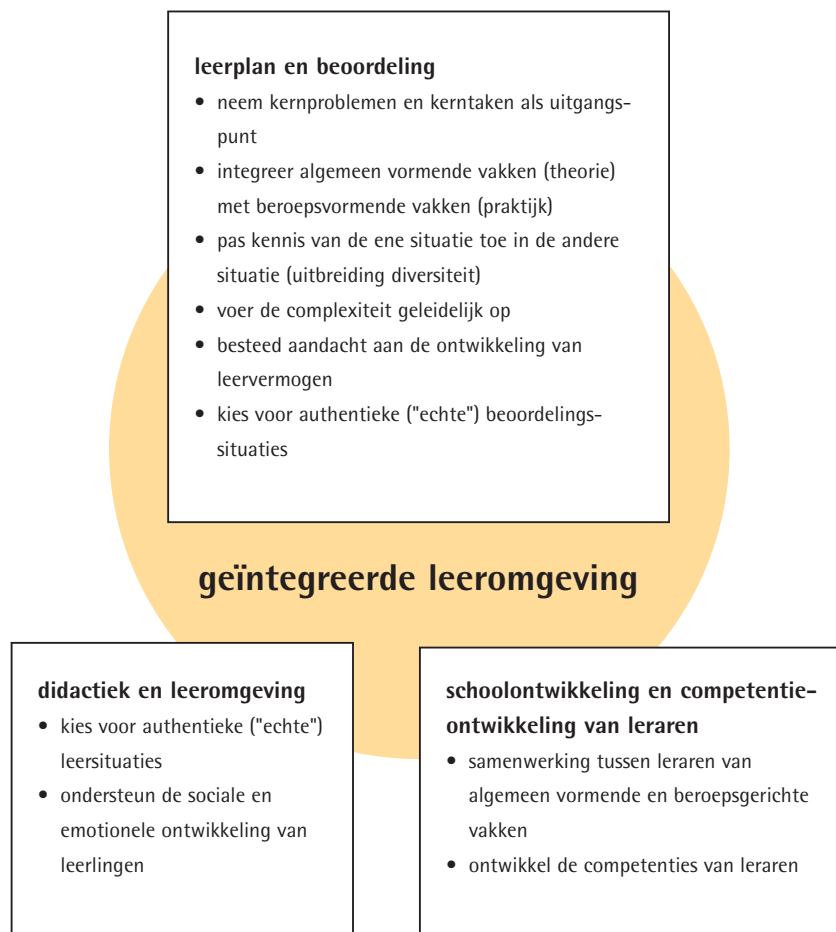 leerplan en beoordeling
• neem kernproblemen en kerntaken als uitgangs-
punt
• integreer algemeen vormende vakken (theorie)
met beroepsvormende vakken (praktijk)
• pas kennis van de ene situatie toe in de andere
situatie (uitbreiding diversiteit)
• voer de complexiteit geleidelijk op
• besteed aandacht aan de ontwikkeling van
leervermogen
• kies voor authentieke ("echte") beoordelings-
situaties
geïntegreerde leeromgeving
didactiek en leeromgeving
• kies voor authentieke ("echte")
leersituaties
• ondersteun de sociale en
emotionele ontwikkeling van
leerlingen
schoolontwikkeling en competentie-
ontwikkeling van leraren
• samenwerking tussen leraren van
algemeen vormende en beroepsgerichte
vakken
• ontwikkel de competenties van leraren